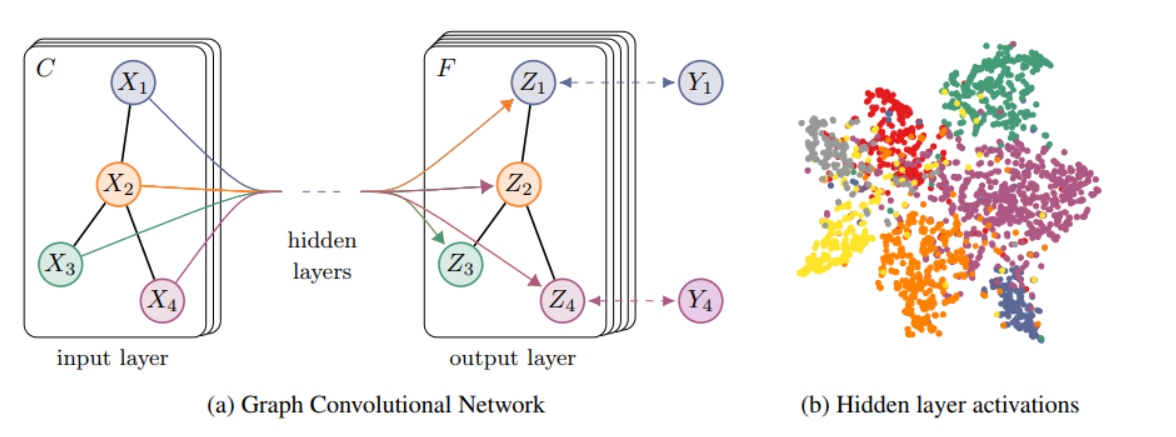 C
X₁
X₂
X₃
X₄
input layer
hidden
layers
F
Z₁
Z₂
Z₃
Z₄
output layer
Y₁
Y₄
(a) Graph Convolutional Network
(b) Hidden layer activations